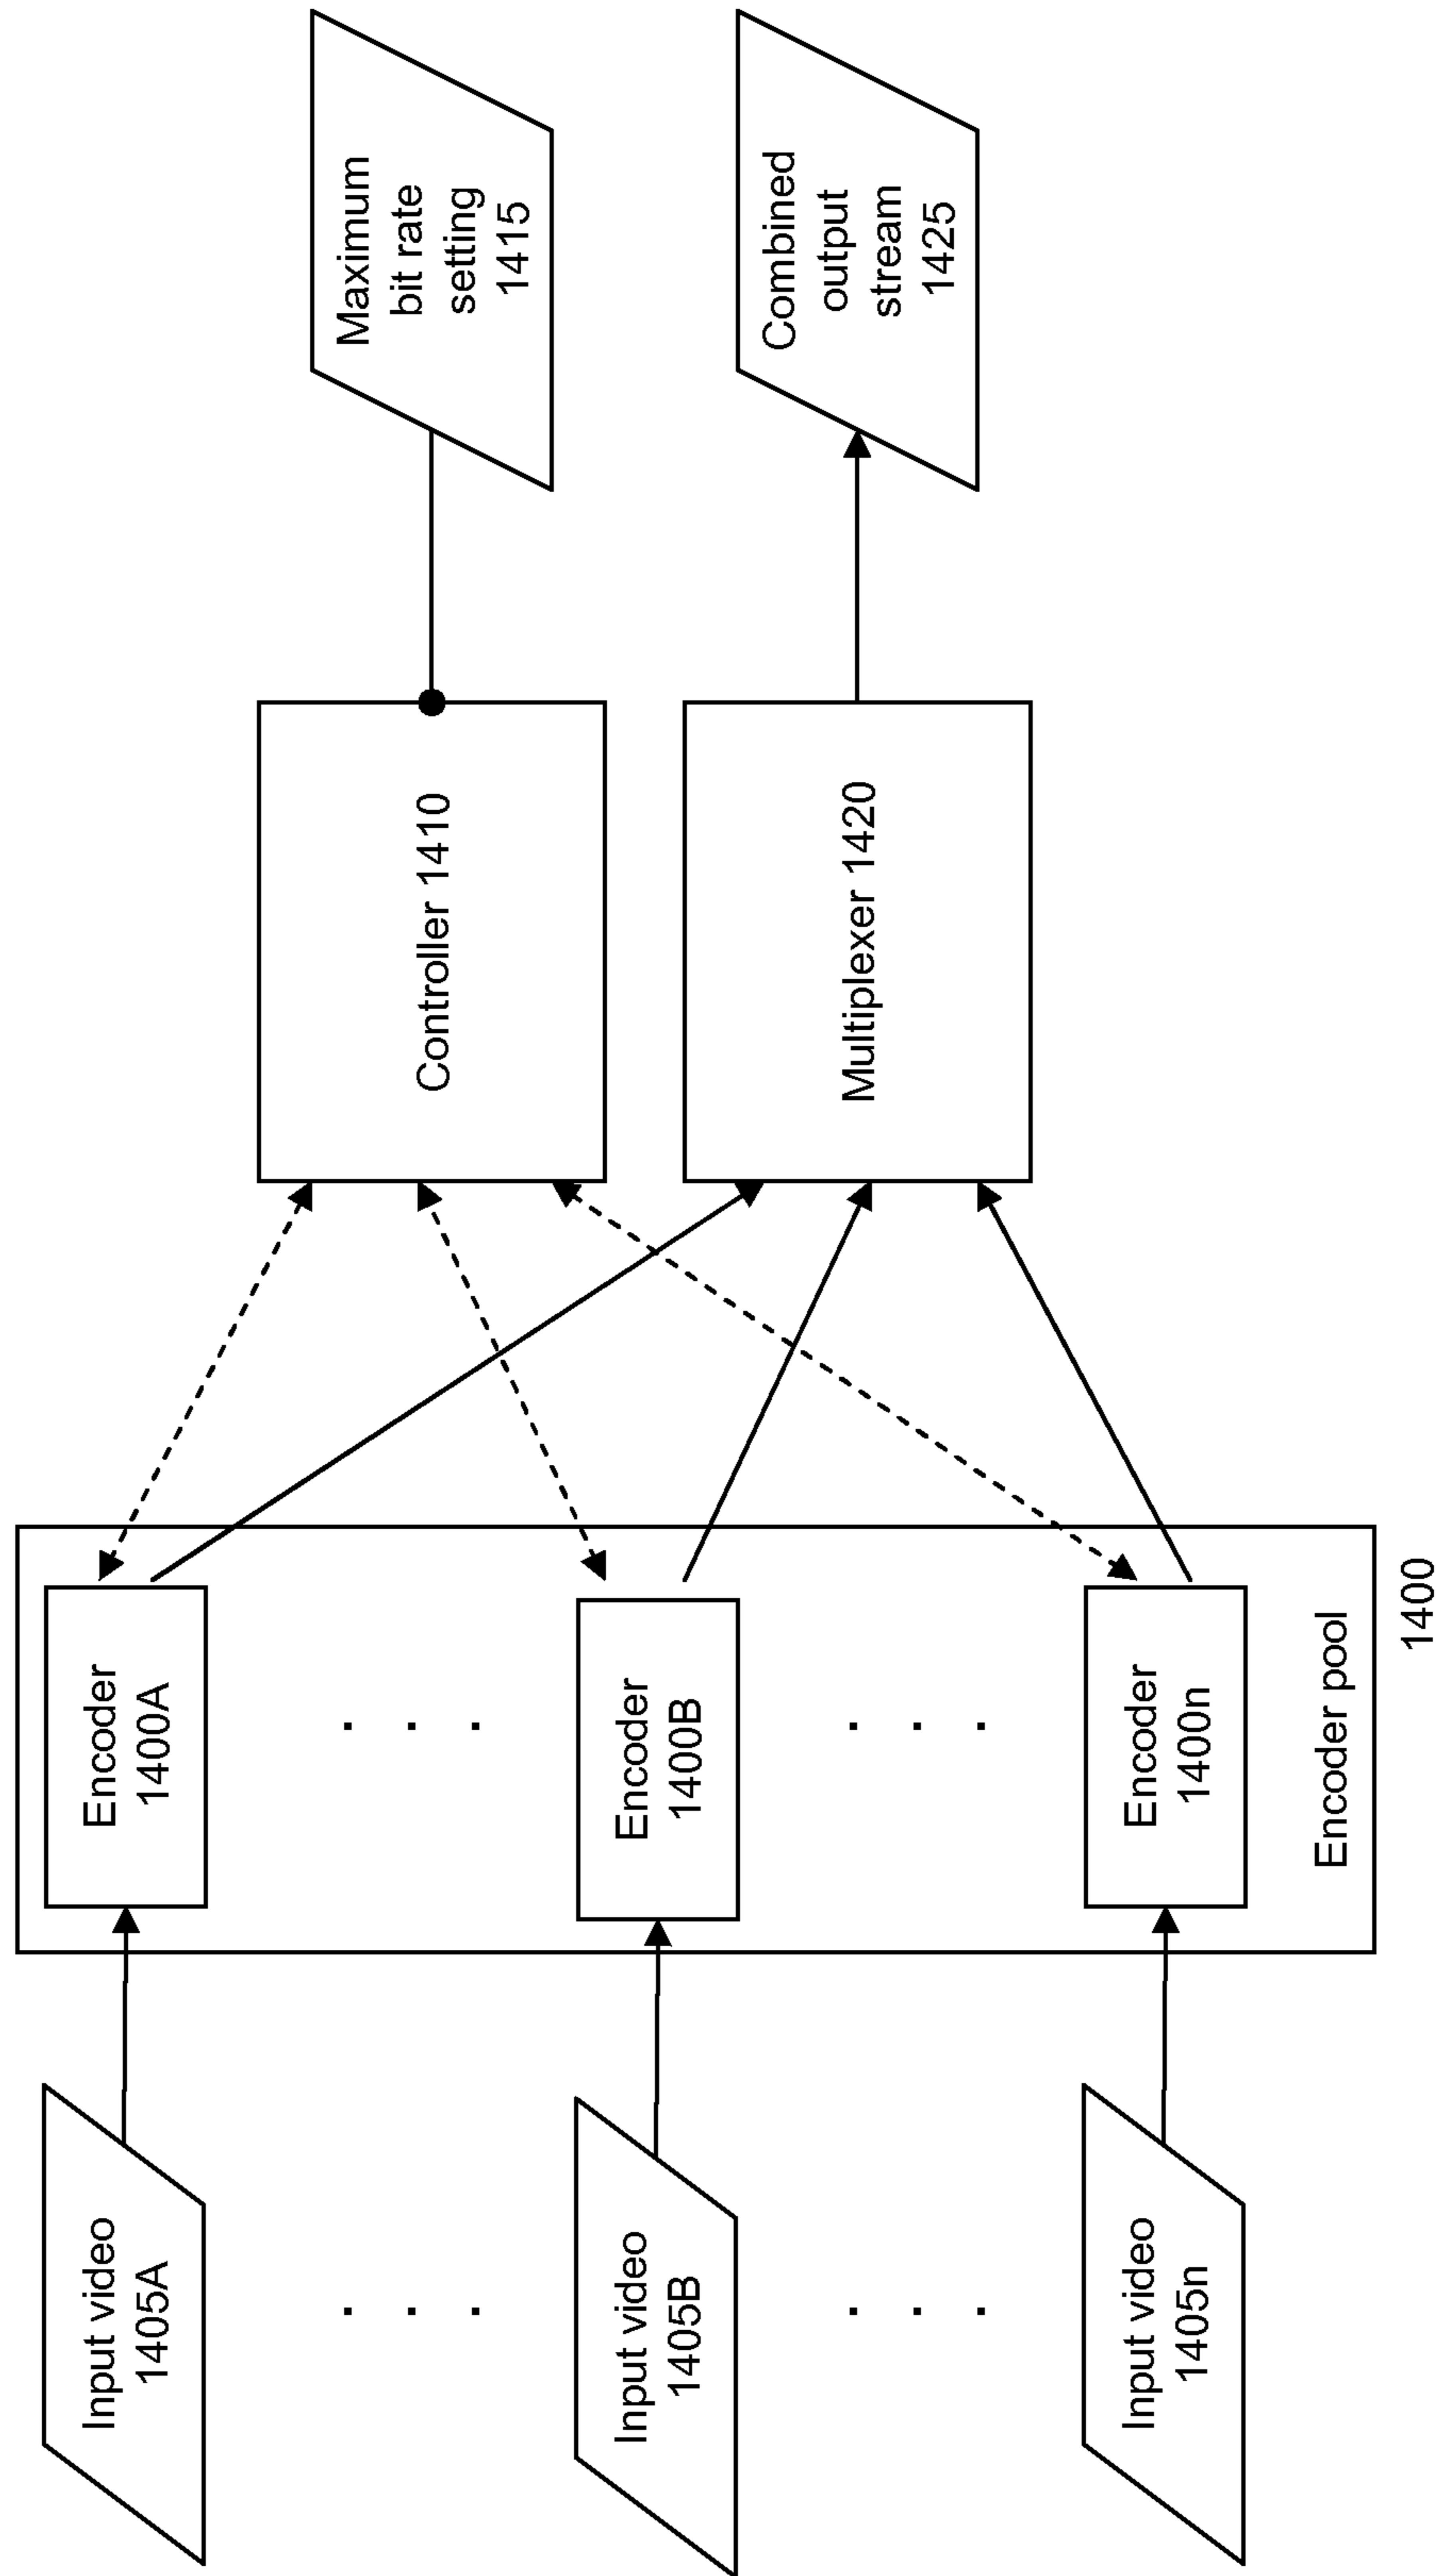 Input video
1405A
. . .
Input video
1405B
. . .
Input video
1405n
Encoder
1400A
. . .
Encoder
1400B
. . .
Encoder
1400n
Encoder pool
1400
Controller 1410
Multiplexer 1420
Maximum
bit rate
setting
1415
Combined
output
stream
1425